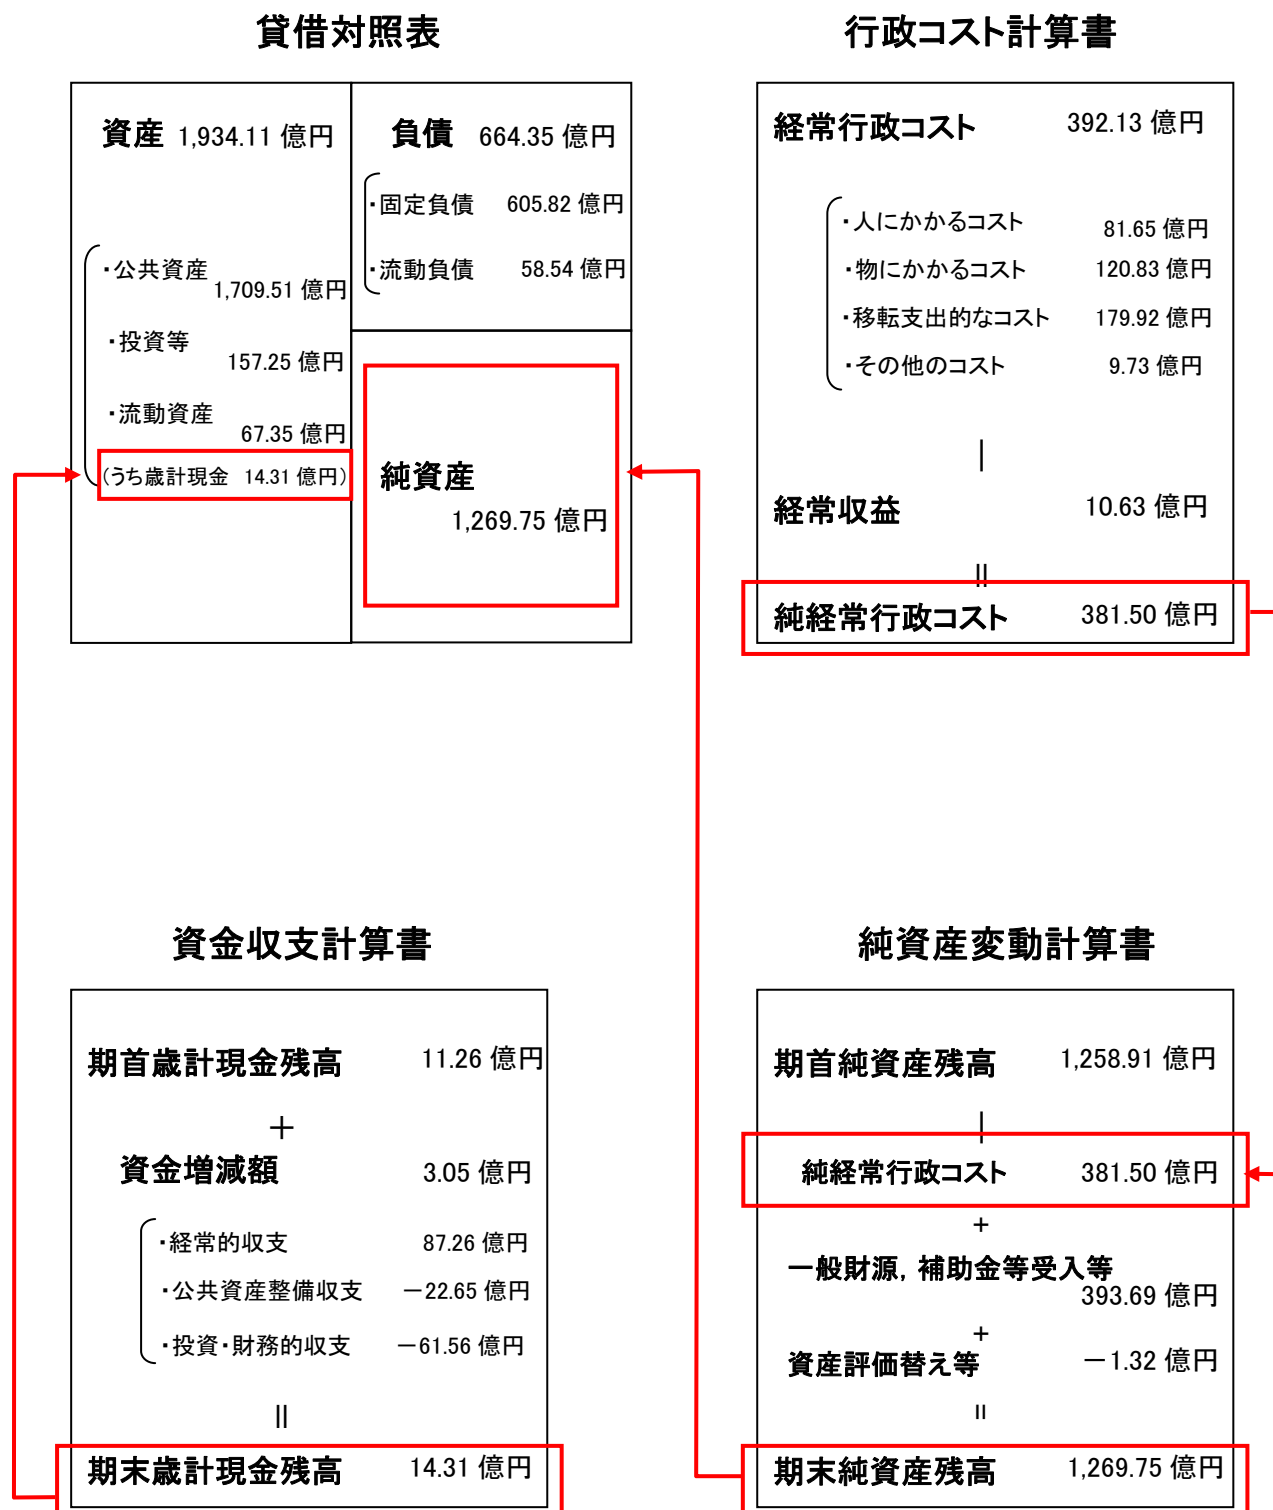 貸借対照表
資産 1,934.11 億円
・公共資産
1,709.51 億円
・投資等
157.25 億円
・流動資産
67.35 億円
(うち歳計現金 14.31 億円)
負債 664.35 億円
・固定負債 605.82 億円
・流動負債 58.54 億円
純資産
1,269.75 億円
行政コスト計算書
経常行政コスト 392.13 億円
・人にかかるコスト 81.65 億円
・物にかかるコスト 120.83 億円
・移転支出的なコスト 179.92 億円
・その他のコスト 9.73 億円
|
経常収益 10.63 億円
||
純経常行政コスト 381.50 億円
資金収支計算書
期首歳計現金残高 11.26 億円
＋
資金増減額 3.05 億円
・経常的収支 87.26 億円
・公共資産整備収支 －22.65 億円
・投資・財務的収支 －61.56 億円
||
期末歳計現金残高 14.31 億円
純資産変動計算書
期首純資産残高 1,258.91 億円
|
純経常行政コスト 381.50 億円
+
一般財源, 補助金等受入等
393.69 億円
+
資産評価替え等 －1.32 億円
||
期末純資産残高 1,269.75 億円